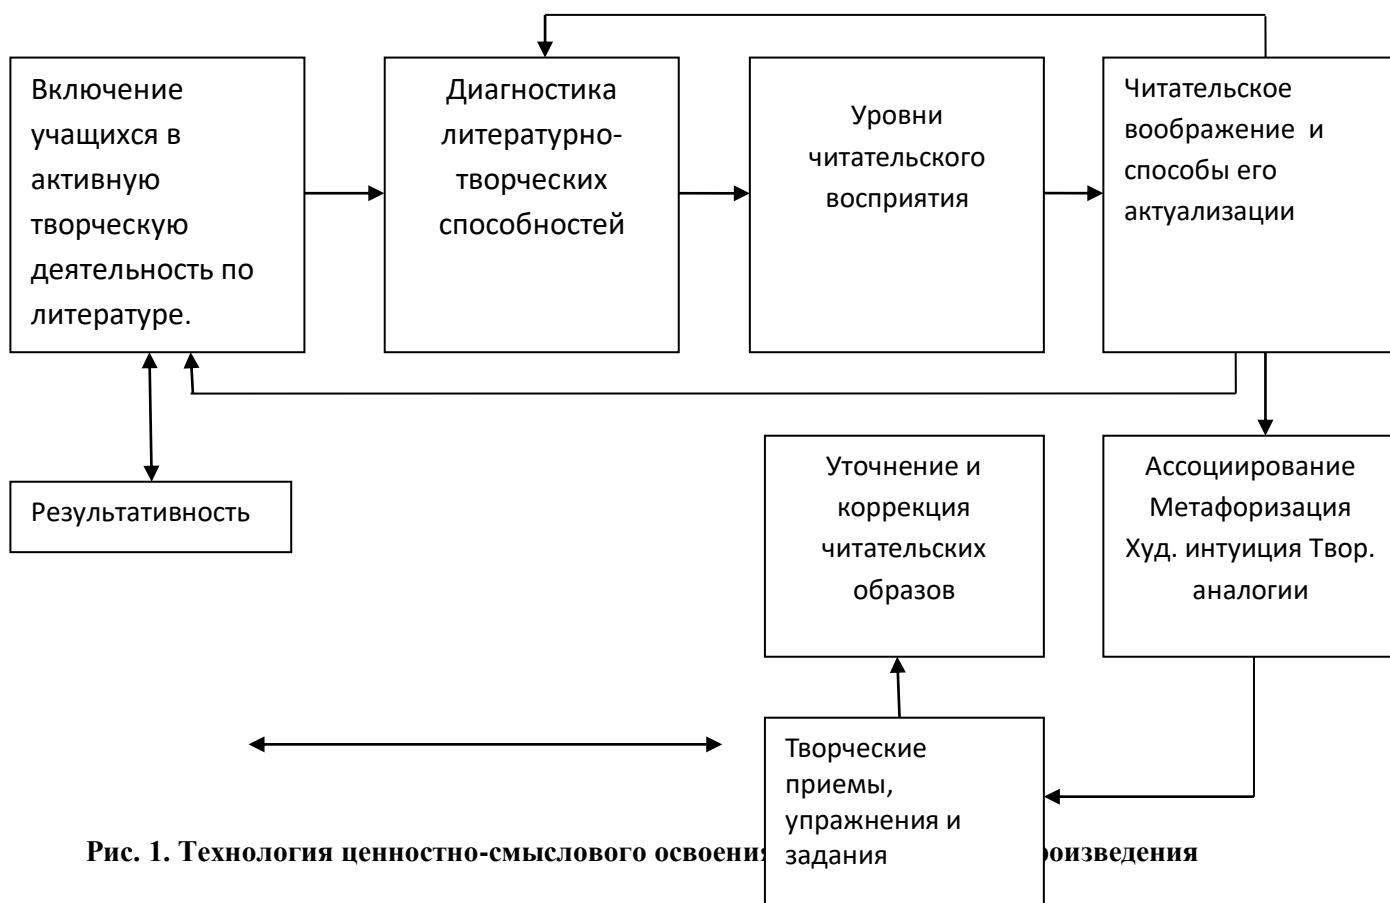 Включение
учащихся в
активную
творческую
деятельность по
литературе.
Диагностика
литературно-
творческих
способностей
Уровни
читательского
восприятия
Читательское
воображение и
способы его
актуализации
Результативность
Уточнение и
коррекция
читательских
образов
Ассоциирование
Метафоризация
Худ. интуиция Твор.
аналогии
Творческие
приемы,
упражнения и
задания
Рис. 1. Технология ценностно-смыслового освоения